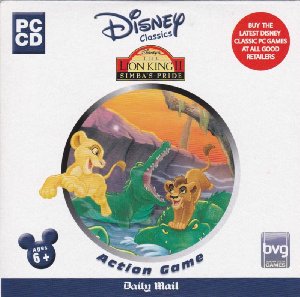 PC
CD
Disney
Classics
Disney's
THE
LION KING II
SIMBA'S PRIDE
BUY THE
LATEST DISNEY
CLASSIC PC GAMES
AT ALL GOOD
RETAILERS
AGES
6+
Action Game
bvg
GAMES
Daily Mail